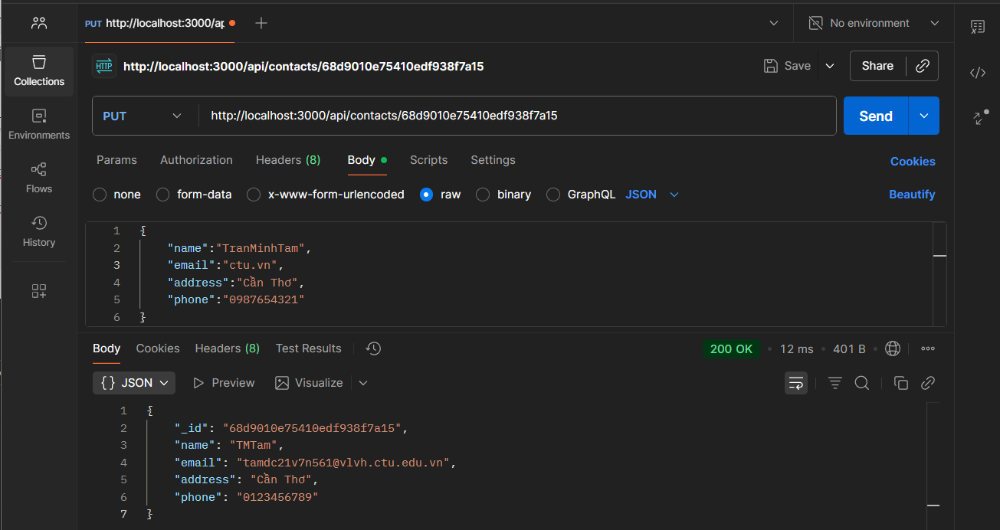 PUT http://localhost:3000/ap
No environment
Collections
Environments
Flows
History
HTTP http://localhost:3000/api/contacts/68d9010e75410edf938f7a15
Save
Share
PUT http://localhost:3000/api/contacts/68d9010e75410edf938f7a15
Send
Params Authorization Headers (8) Body Scripts Settings
Cookies
none form-data x-www-form-urlencoded raw binary GraphQL JSON
Beautify
1 {
2 "name":"TranMinhTam",
3 "email":"ctu.vn",
4 "address":"Cần Thơ",
5 "phone":"0987654321"
6 }
Body Cookies Headers (8) Test Results
200 OK • 12 ms • 401 B •
{} JSON Preview Visualize
1 {
2 "_id": "68d9010e75410edf938f7a15",
3 "name": "TMTam",
4 "email": "tamdc21v7n561@vlvh.ctu.edu.vn",
5 "address": "Cần Thơ",
6 "phone": "0123456789"
7 }